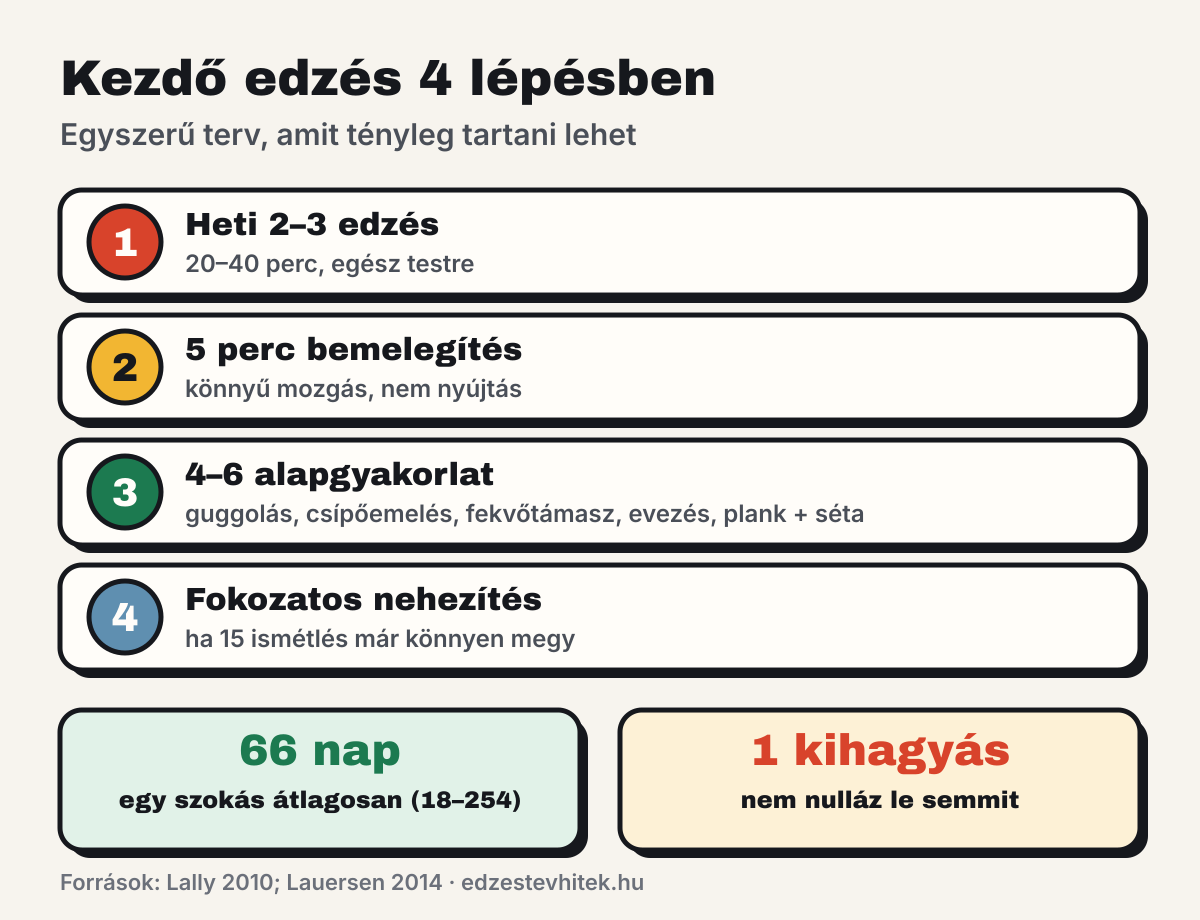 Kezdő edzés 4 lépésben
Egyszerű terv, amit tényleg tartani lehet
1
Heti 2–3 edzés
20–40 perc, egész testre
2
5 perc bemelegítés
könnyű mozgás, nem nyújtás
3
4–6 alapgyakorlat
guggolás, csípőemelés, fekvőtámasz, evezés, plank + séta
4
Fokozatos nehezítés
ha 15 ismétlés már könnyen megy
66 nap
egy szokás átlagosan (18–254)
1 kihagyás
nem nulláz le semmit
Források: Lally 2010; Lauersen 2014 · edzestevhitek.hu